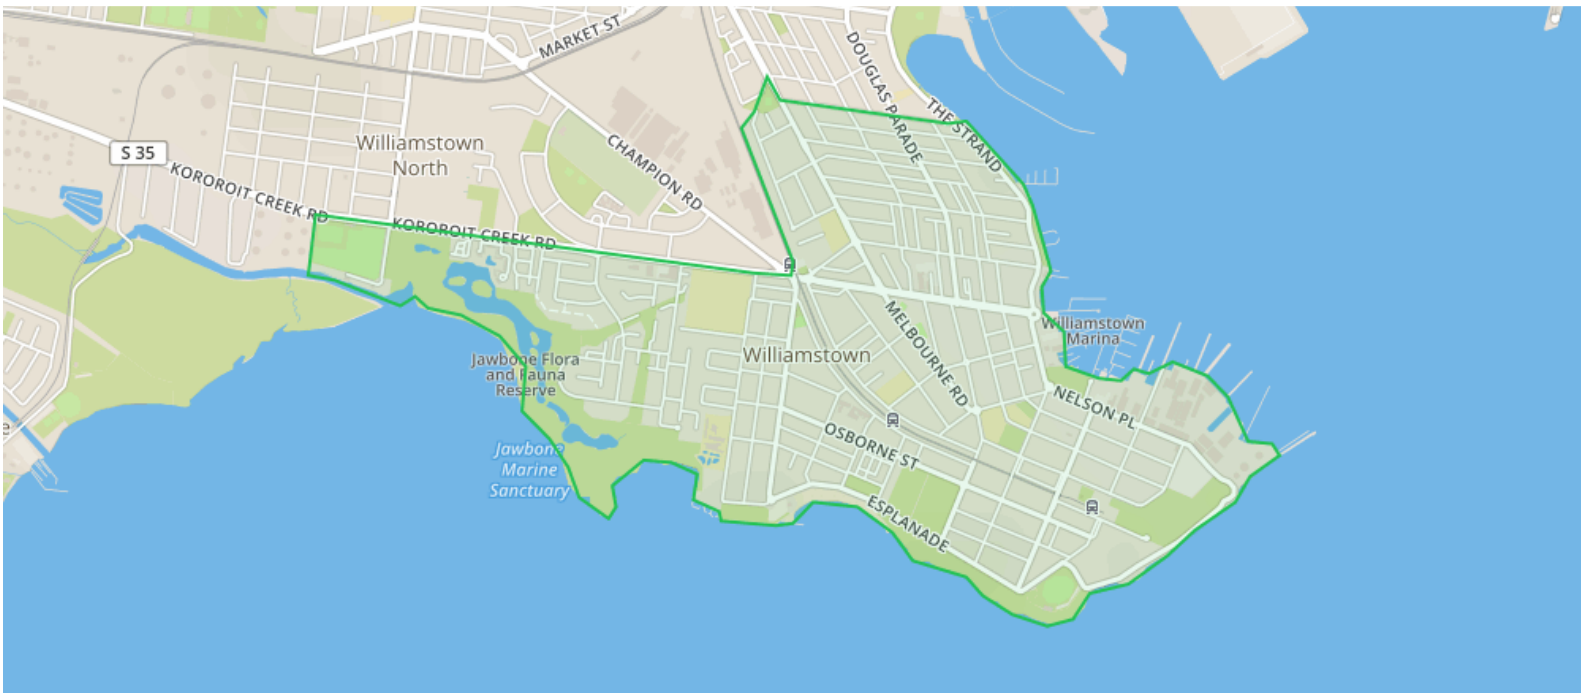 MARKET ST
DOUGLAS PARADE
THE STRAND
S 35
Williamstown
North
CHAMPION RD
KOROROIT CREEK RD
KOROROIT CREEK RD
Williamstown
Marina
MELBOURNE RD
Williamstown
Jawbone Flora
and Fauna
Reserve
NELSON PL
OSBORNE ST
Jawbone
Marine
Sanctuary
ESPLANADE
e